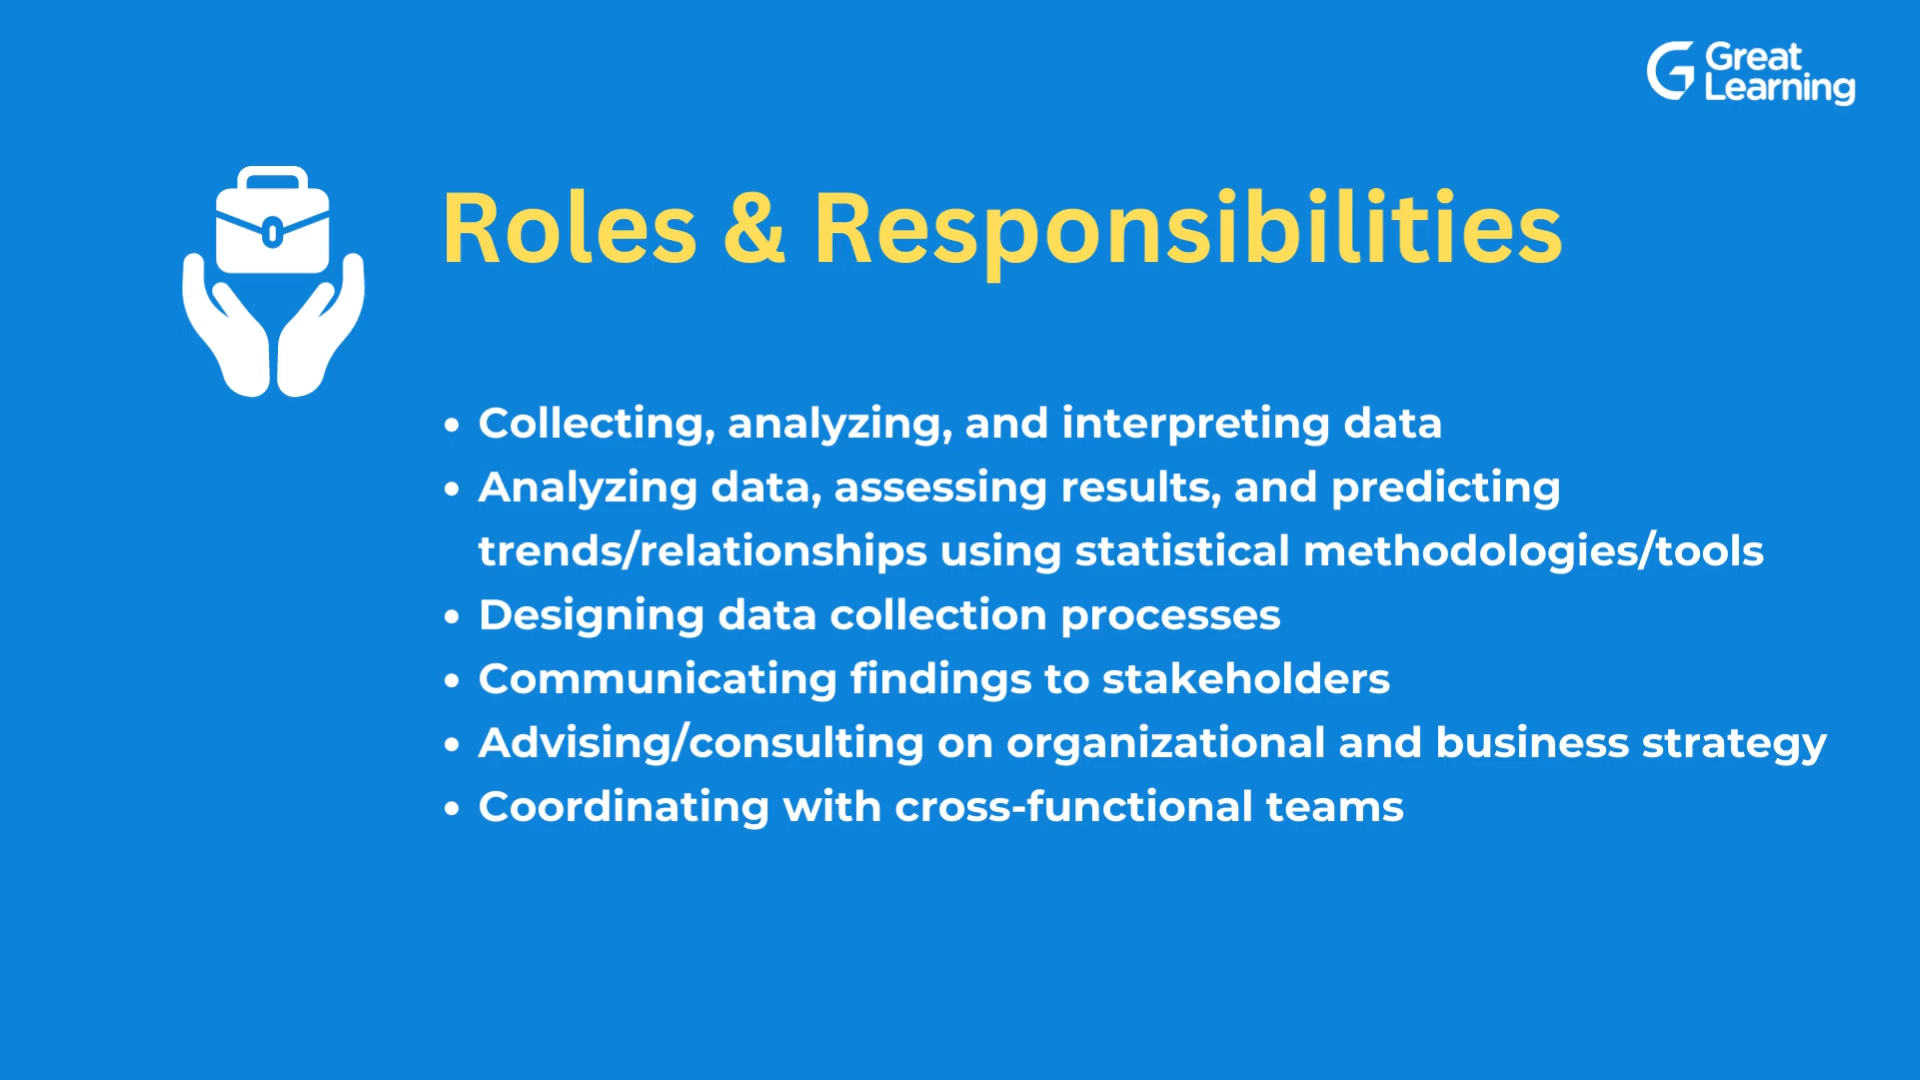 Great
Learning
Roles & Responsibilities
• Collecting, analyzing, and interpreting data
• Analyzing data, assessing results, and predicting
trends/relationships using statistical methodologies/tools
• Designing data collection processes
• Communicating findings to stakeholders
• Advising/consulting on organizational and business strategy
• Coordinating with cross-functional teams